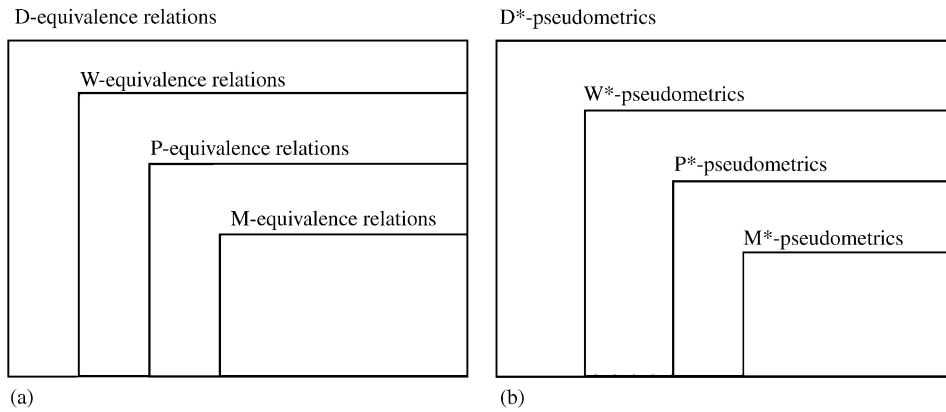 D-equivalence relations
W-equivalence relations
P-equivalence relations
M-equivalence relations
(a)
D*-pseudometrics
W*-pseudometrics
P*-pseudometrics
M*-pseudometrics
(b)